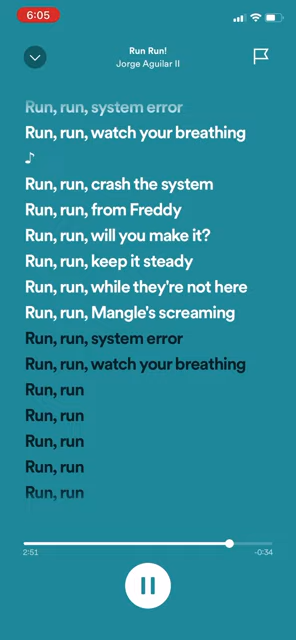 6:05
Run Run!
Jorge Aguilar II
Run, run, system error
Run, run, watch your breathing
♪
Run, run, crash the system
Run, run, from Freddy
Run, run, will you make it?
Run, run, keep it steady
Run, run, while they're not here
Run, run, Mangle's screaming
Run, run, system error
Run, run, watch your breathing
Run, run
Run, run
Run, run
Run, run
Run, run
2:51
-0:34